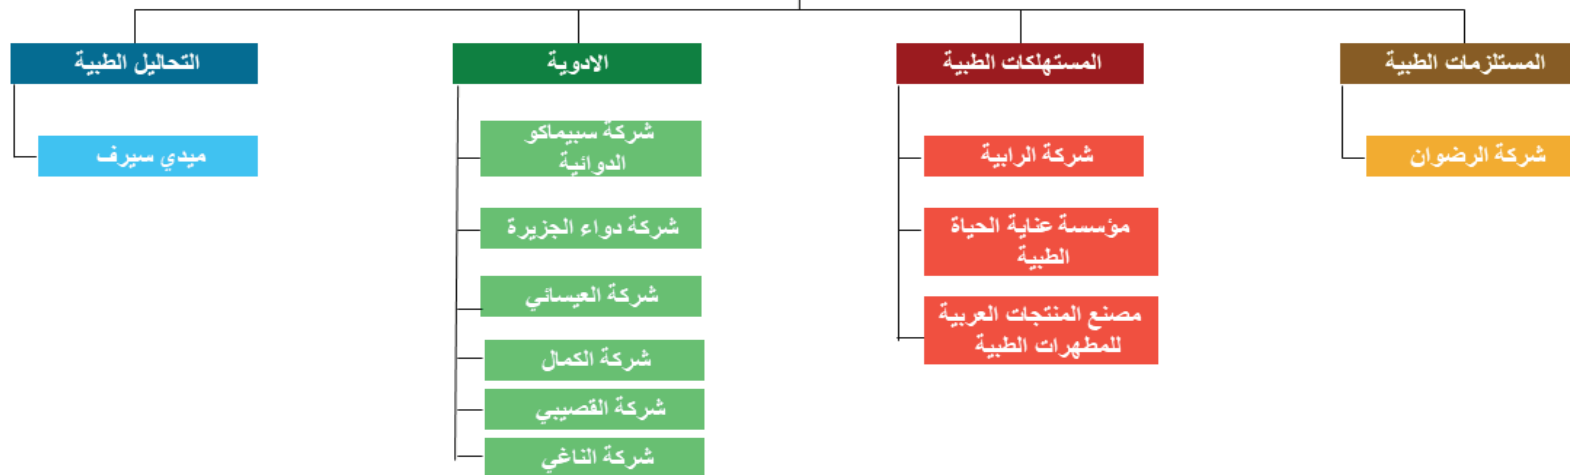 المستلزمات الطبية
شركة الرضوان
المستهلكات الطبية
شركة الرابية
مؤسسة عناية الحياة
الطبية
مصنع المنتجات العربية
للمطهرات الطبية
الادوية
شركة سبيماكو
الدوائية
شركة دواء الجزيرة
شركة العيسائي
شركة الكمال
شركة القصيبي
شركة الناغي
التحاليل الطبية
ميدي سيرف